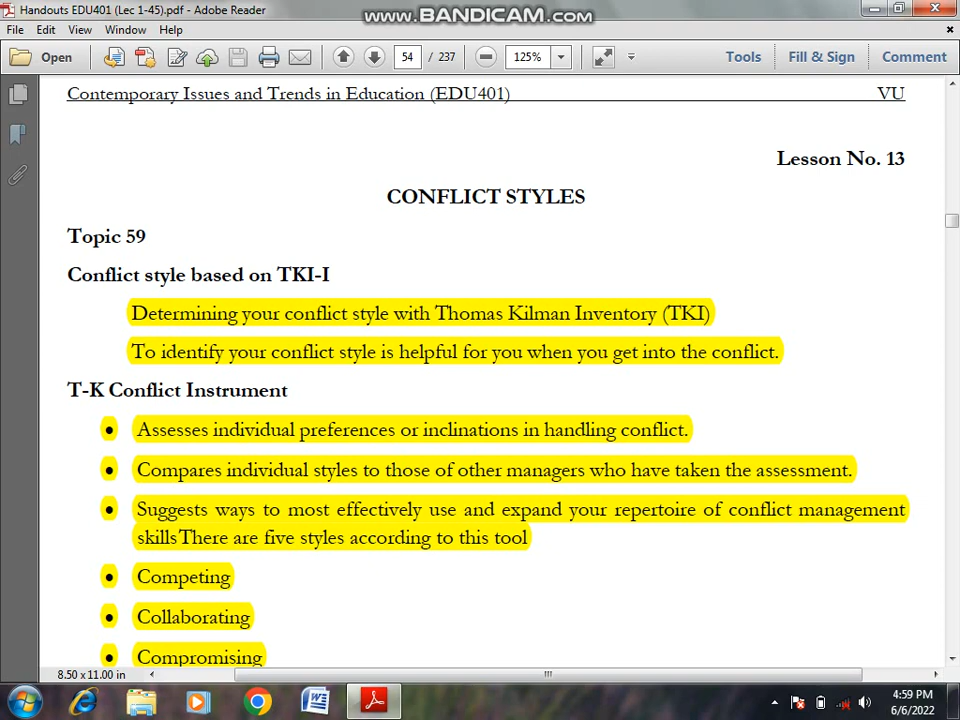 Handouts EDU401 (Lec 1-45).pdf - Adobe Reader
www.BANDICAM.com
File Edit View Window Help
Open 54 / 237 125% Tools Fill & Sign Comment
Contemporary Issues and Trends in Education (EDU401) VU
Lesson No. 13
CONFLICT STYLES
Topic 59
Conflict style based on TKI-I
Determining your conflict style with Thomas Kilman Inventory (TKI)
To identify your conflict style is helpful for you when you get into the conflict.
T-K Conflict Instrument
• Assesses individual preferences or inclinations in handling conflict.
• Compares individual styles to those of other managers who have taken the assessment.
• Suggests ways to most effectively use and expand your repertoire of conflict management
skillsThere are five styles according to this tool
• Competing
• Collaborating
• Compromising
8.50 x 11.00 in
4:59 PM
6/6/2022